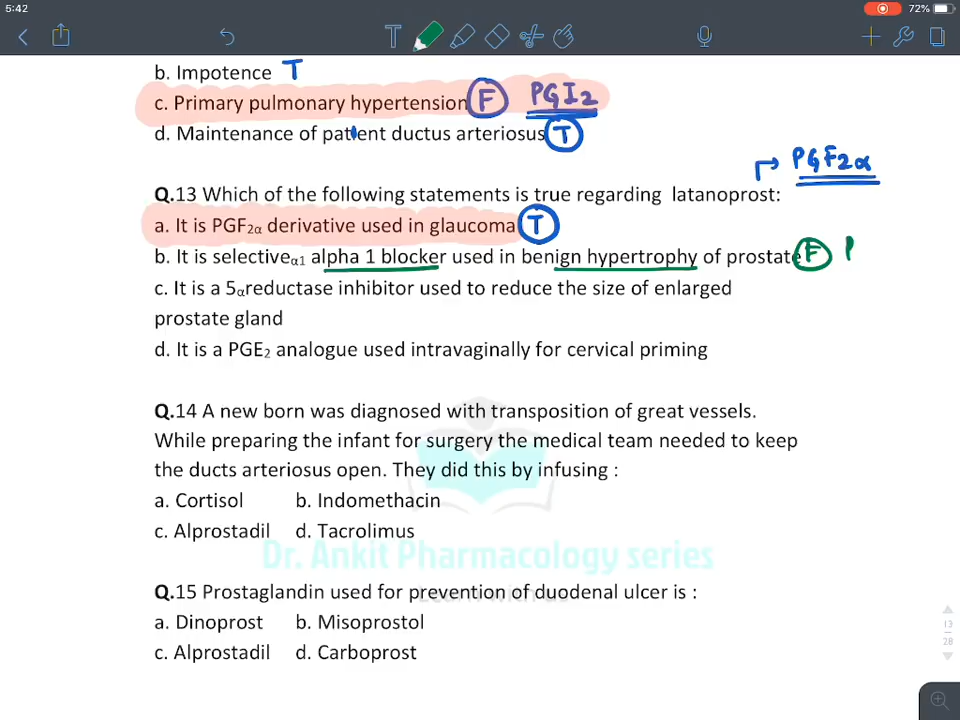 5:42
72%
T
b. Impotence T
c. Primary pulmonary hypertension F PGI2
d. Maintenance of patient ductus arteriosus T
PGF2α
Q.13 Which of the following statements is true regarding latanoprost:
a. It is PGF2α derivative used in glaucoma T
b. It is selectiveα1 alpha 1 blocker used in benign hypertrophy of prostate F
c. It is a 5αreductase inhibitor used to reduce the size of enlarged
prostate gland
d. It is a PGE2 analogue used intravaginally for cervical priming
Q.14 A new born was diagnosed with transposition of great vessels.
While preparing the infant for surgery the medical team needed to keep
the ducts arteriosus open. They did this by infusing :
a. Cortisol b. Indomethacin
c. Alprostadil d. Tacrolimus
Dr. Ankit Pharmacology series
Q.15 Prostaglandin used for prevention of duodenal ulcer is :
a. Dinoprost b. Misoprostol
c. Alprostadil d. Carboprost
13
28